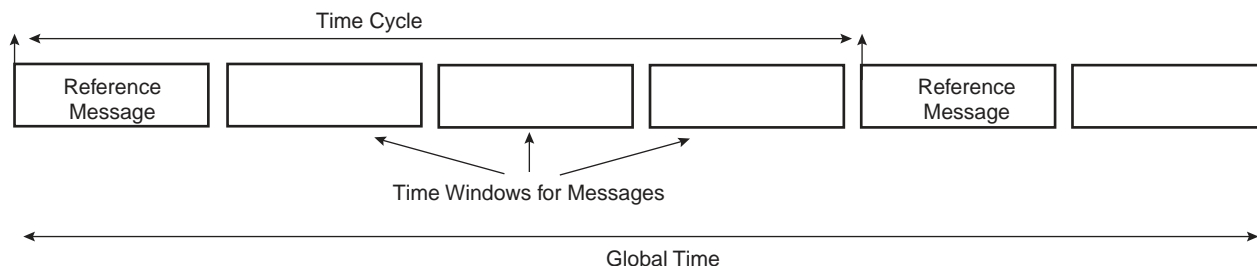 Time Cycle
Reference
Message
Reference
Message
Time Windows for Messages
Global Time